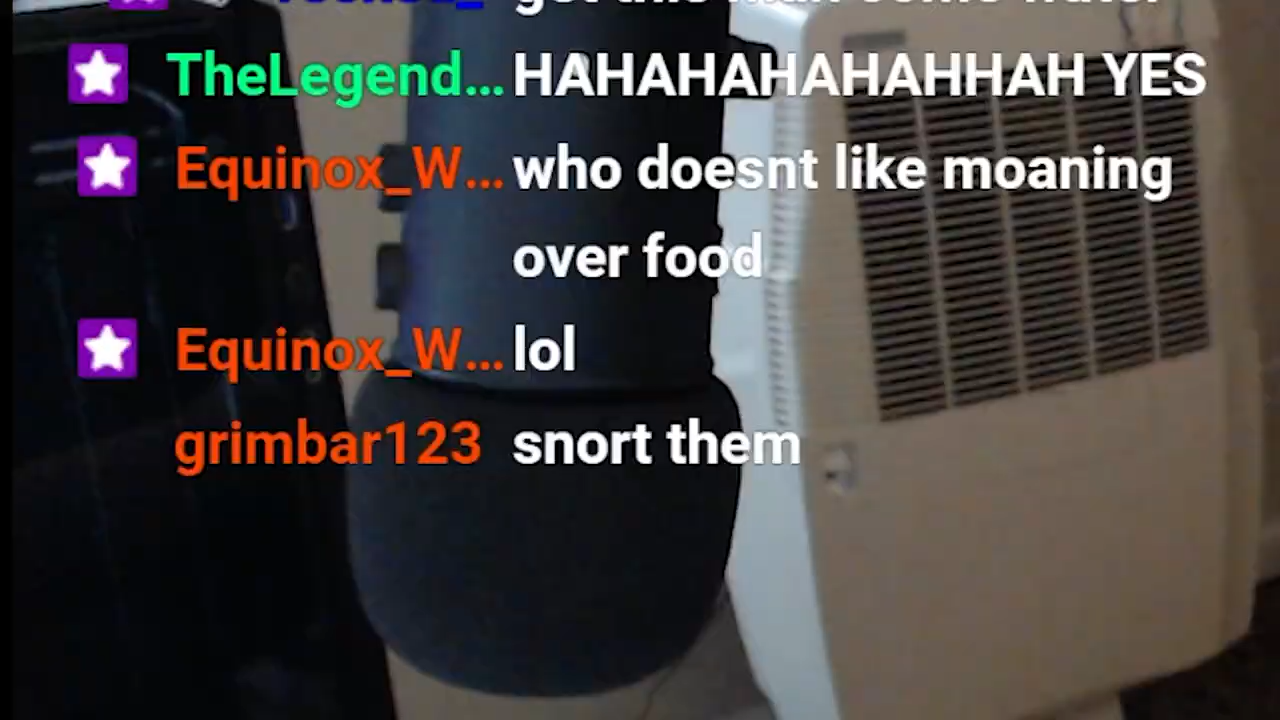 TheLegend... HAHAHAHAHAHHAH YES
Equinox_W... who doesnt like moaning
over food
Equinox_W... lol
grimbar123 snort them